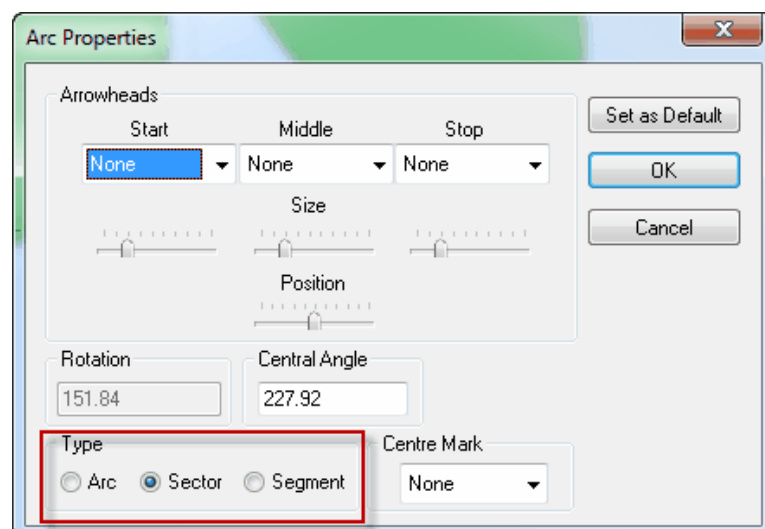 Arc Properties
Arrowheads
Start Middle Stop
None None None
Size
Position
Set as Default
OK
Cancel
Rotation Central Angle
151.84 227.92
Type Centre Mark
Arc Sector Segment None